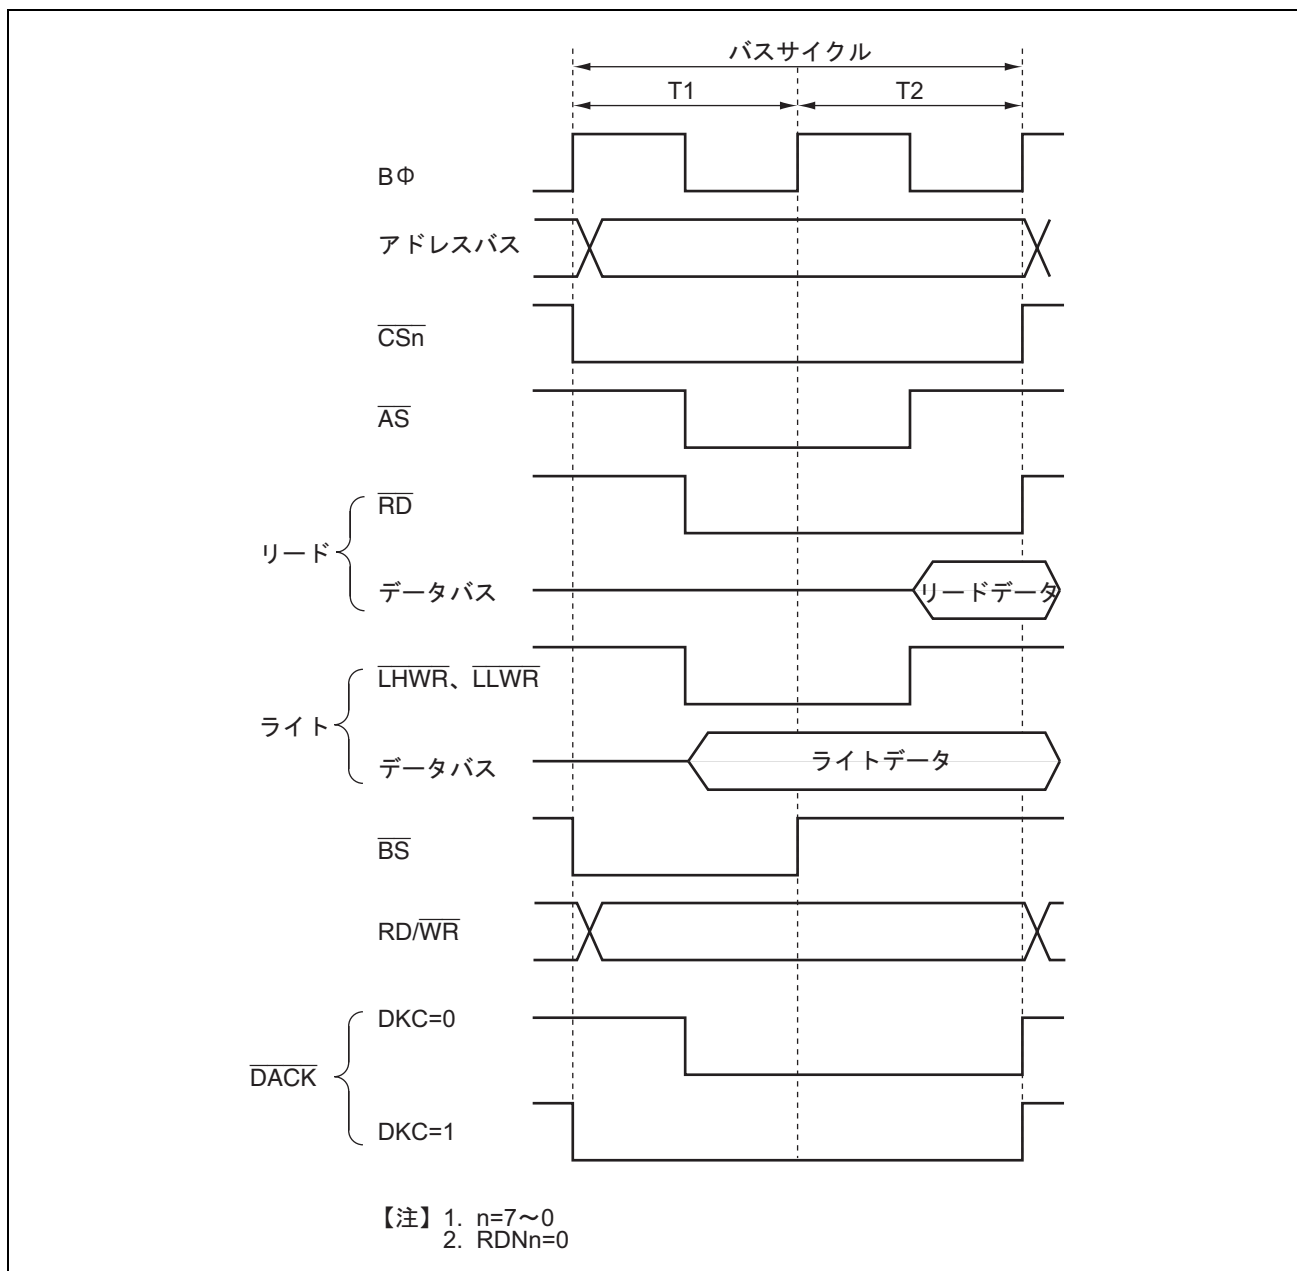 バスサイクル
T1
T2
BΦ
アドレスバス
CSn
AS
リード
RD
データバス
リードデータ
ライト
LHWR、LLWR
データバス
ライトデータ
BS
RD/WR
DACK
DKC=0
DKC=1
【注】 1. n=7～0
2. RDNn=0